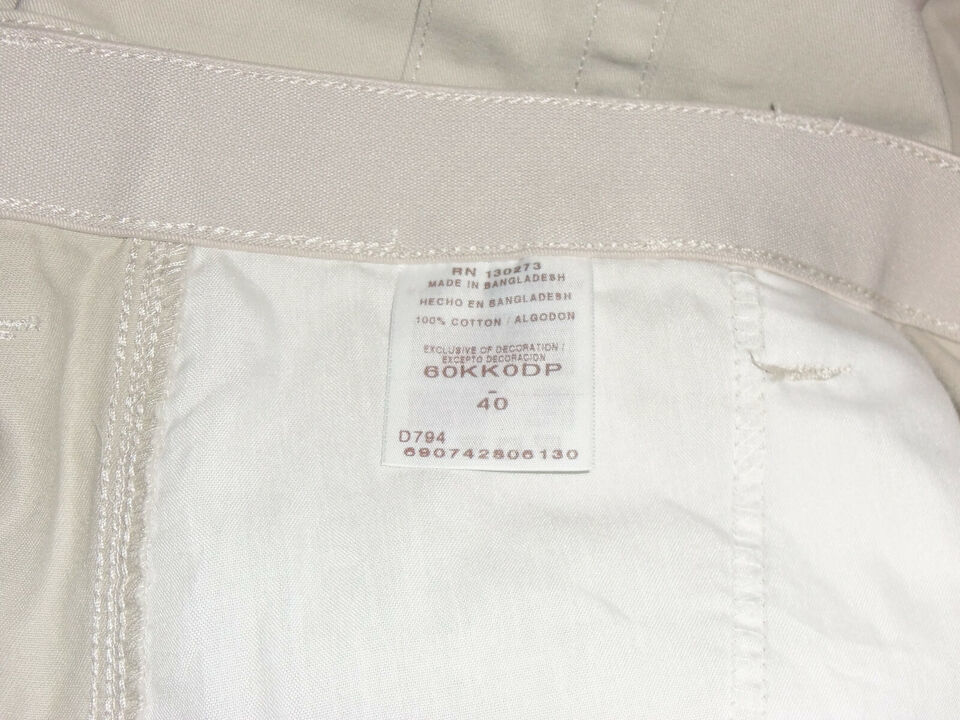 RN 130273
MADE IN BANGLADESH
HECHO EN BANGLADESH
100% COTTON / ALGODON
EXCLUSIVE OF DECORATION /
EXCEPTO DECORACION
60KK0DP
-
40
D794
690742806130